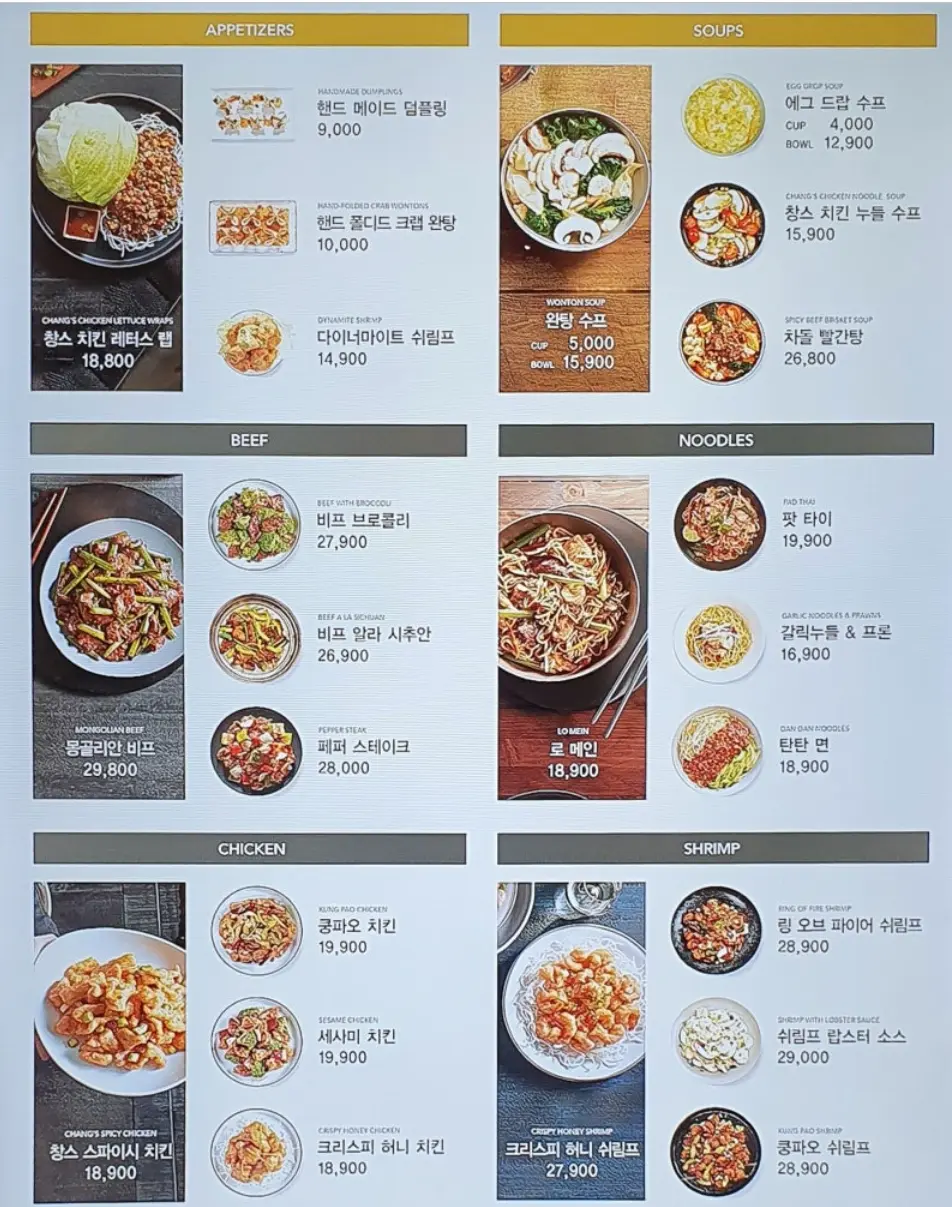 APPETIZERS
CHANG'S CHICKEN LETTUCE WRAPS
창스 치킨 레터스 랩
18,800
HANDMADE DUMPLINGS
핸드 메이드 덤플링
9,000
HAND-FOLDED CRAB WONTONS
핸드 폴디드 크랩 완탕
10,000
DYNAMITE SHRIMP
다이너마이트 쉬림프
14,900
SOUPS
WONTON SOUP
완탕 수프
CUP 5,000
BOWL 15,900
EGG DROP SOUP
에그 드랍 수프
CUP 4,000
BOWL 12,900
CHANG'S CHICKEN NOODLE SOUP
창스 치킨 누들 수프
15,900
SPICY BEEF BRISKET SOUP
차돌 빨간탕
26,800
BEEF
MONGOLIAN BEEF
몽골리안 비프
29,800
BEEF WITH BROCCOLI
비프 브로콜리
27,900
BEEF A LA SICHUAN
비프 알라 시추안
26,900
PEPPER STEAK
페퍼 스테이크
28,000
NOODLES
LO MEIN
로 메인
18,900
PAD THAI
팟 타이
19,900
GARLIC NOODLES & PRAWNS
갈릭누들 & 프론
16,900
DAN DAN NOODLES
탄탄 면
18,900
CHICKEN
CHANG'S SPICY CHICKEN
창스 스파이시 치킨
18,900
KUNG PAO CHICKEN
쿵파오 치킨
19,900
SESAME CHICKEN
세사미 치킨
19,900
CRISPY HONEY CHICKEN
크리스피 허니 치킨
18,900
SHRIMP
CRISPY HONEY SHRIMP
크리스피 허니 쉬림프
27,900
RING OF FIRE SHRIMP
링 오브 파이어 쉬림프
28,900
SHRIMP WITH LOBSTER SAUCE
쉬림프 랍스터 소스
29,000
KUNG PAO SHRIMP
쿵파오 쉬림프
28,900